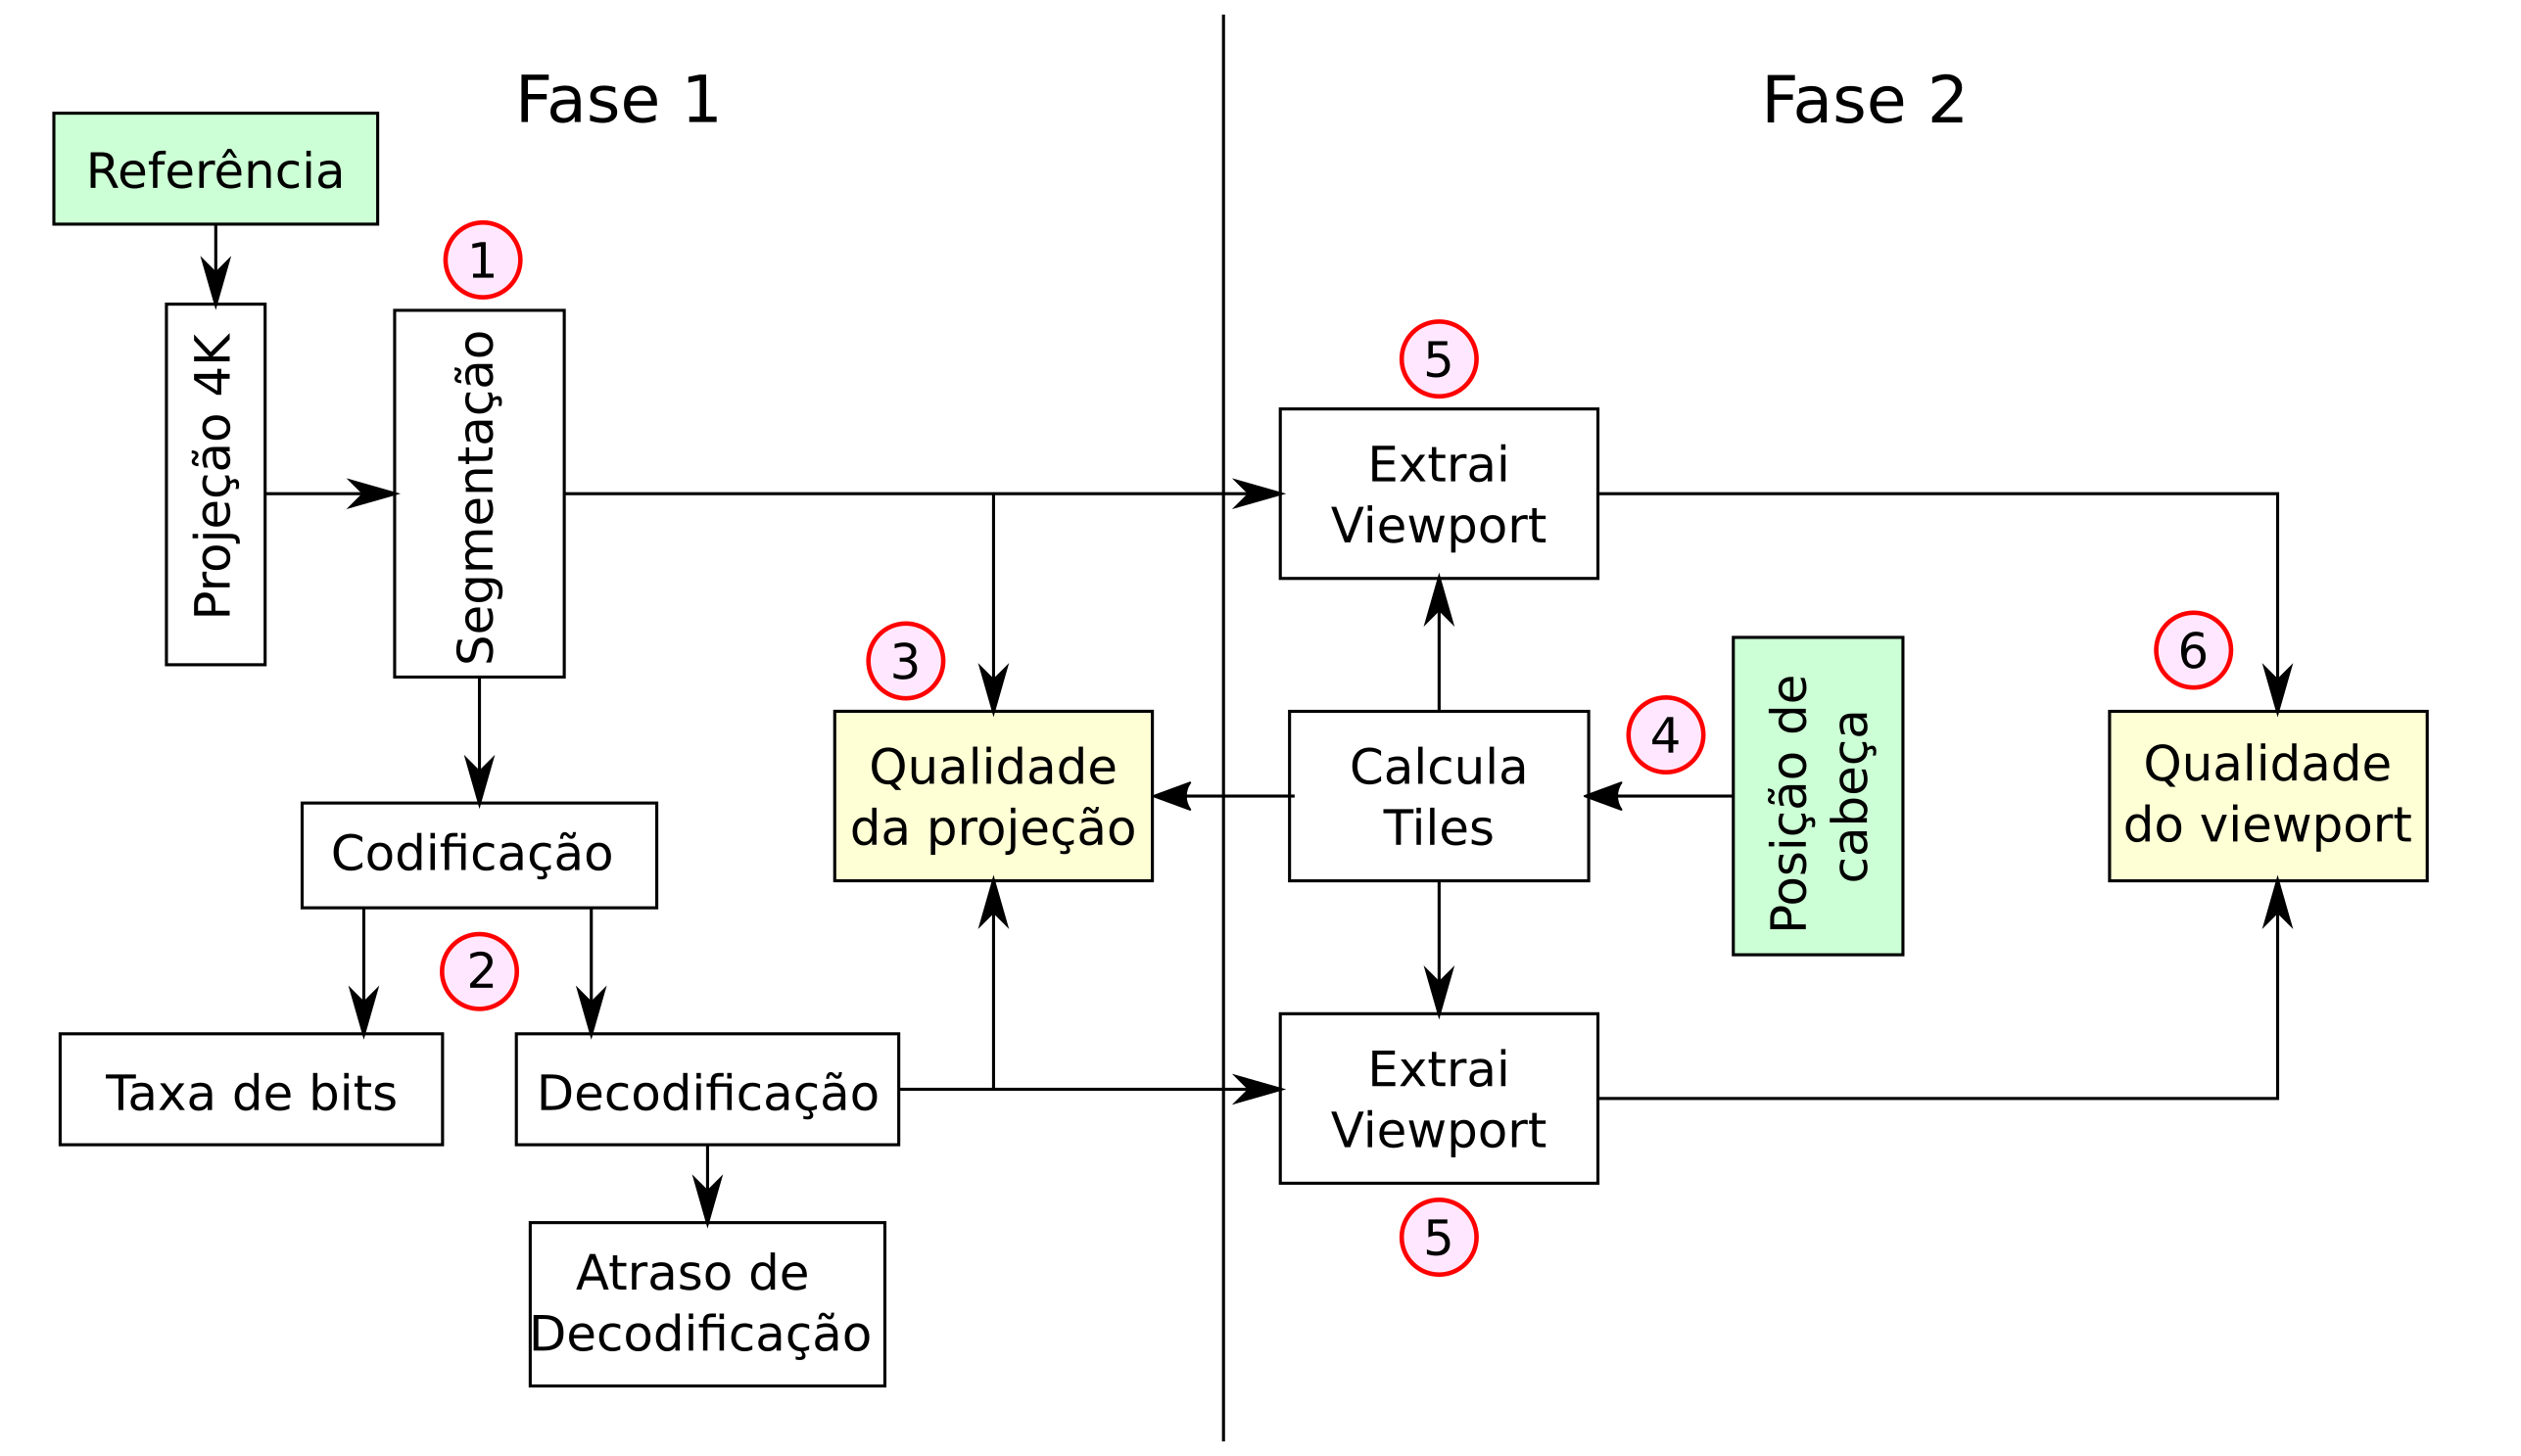 Fase 1
Referência
1
Projeção 4K
Segmentação
3
Qualidade
da projeção
Codificação
2
Taxa de bits
Decodificação
Atraso de
Decodificação
Fase 2
5
Extrai
Viewport
4
Calcula
Tiles
Posição de
cabeça
6
Qualidade
do viewport
Extrai
Viewport
5